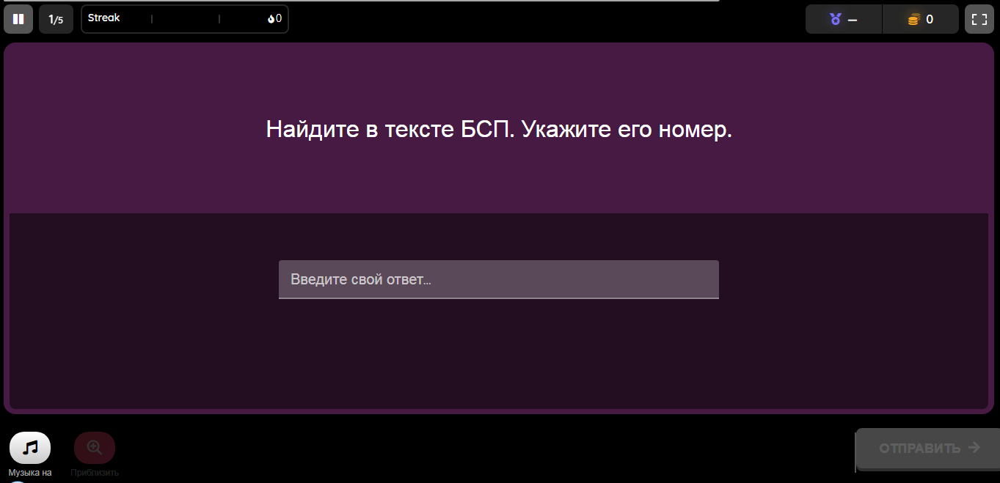 1/5
Streak
0
—
0
Найдите в тексте БСП. Укажите его номер.
Введите свой ответ...
ОТПРАВИТЬ
Музыка на
Приблизить